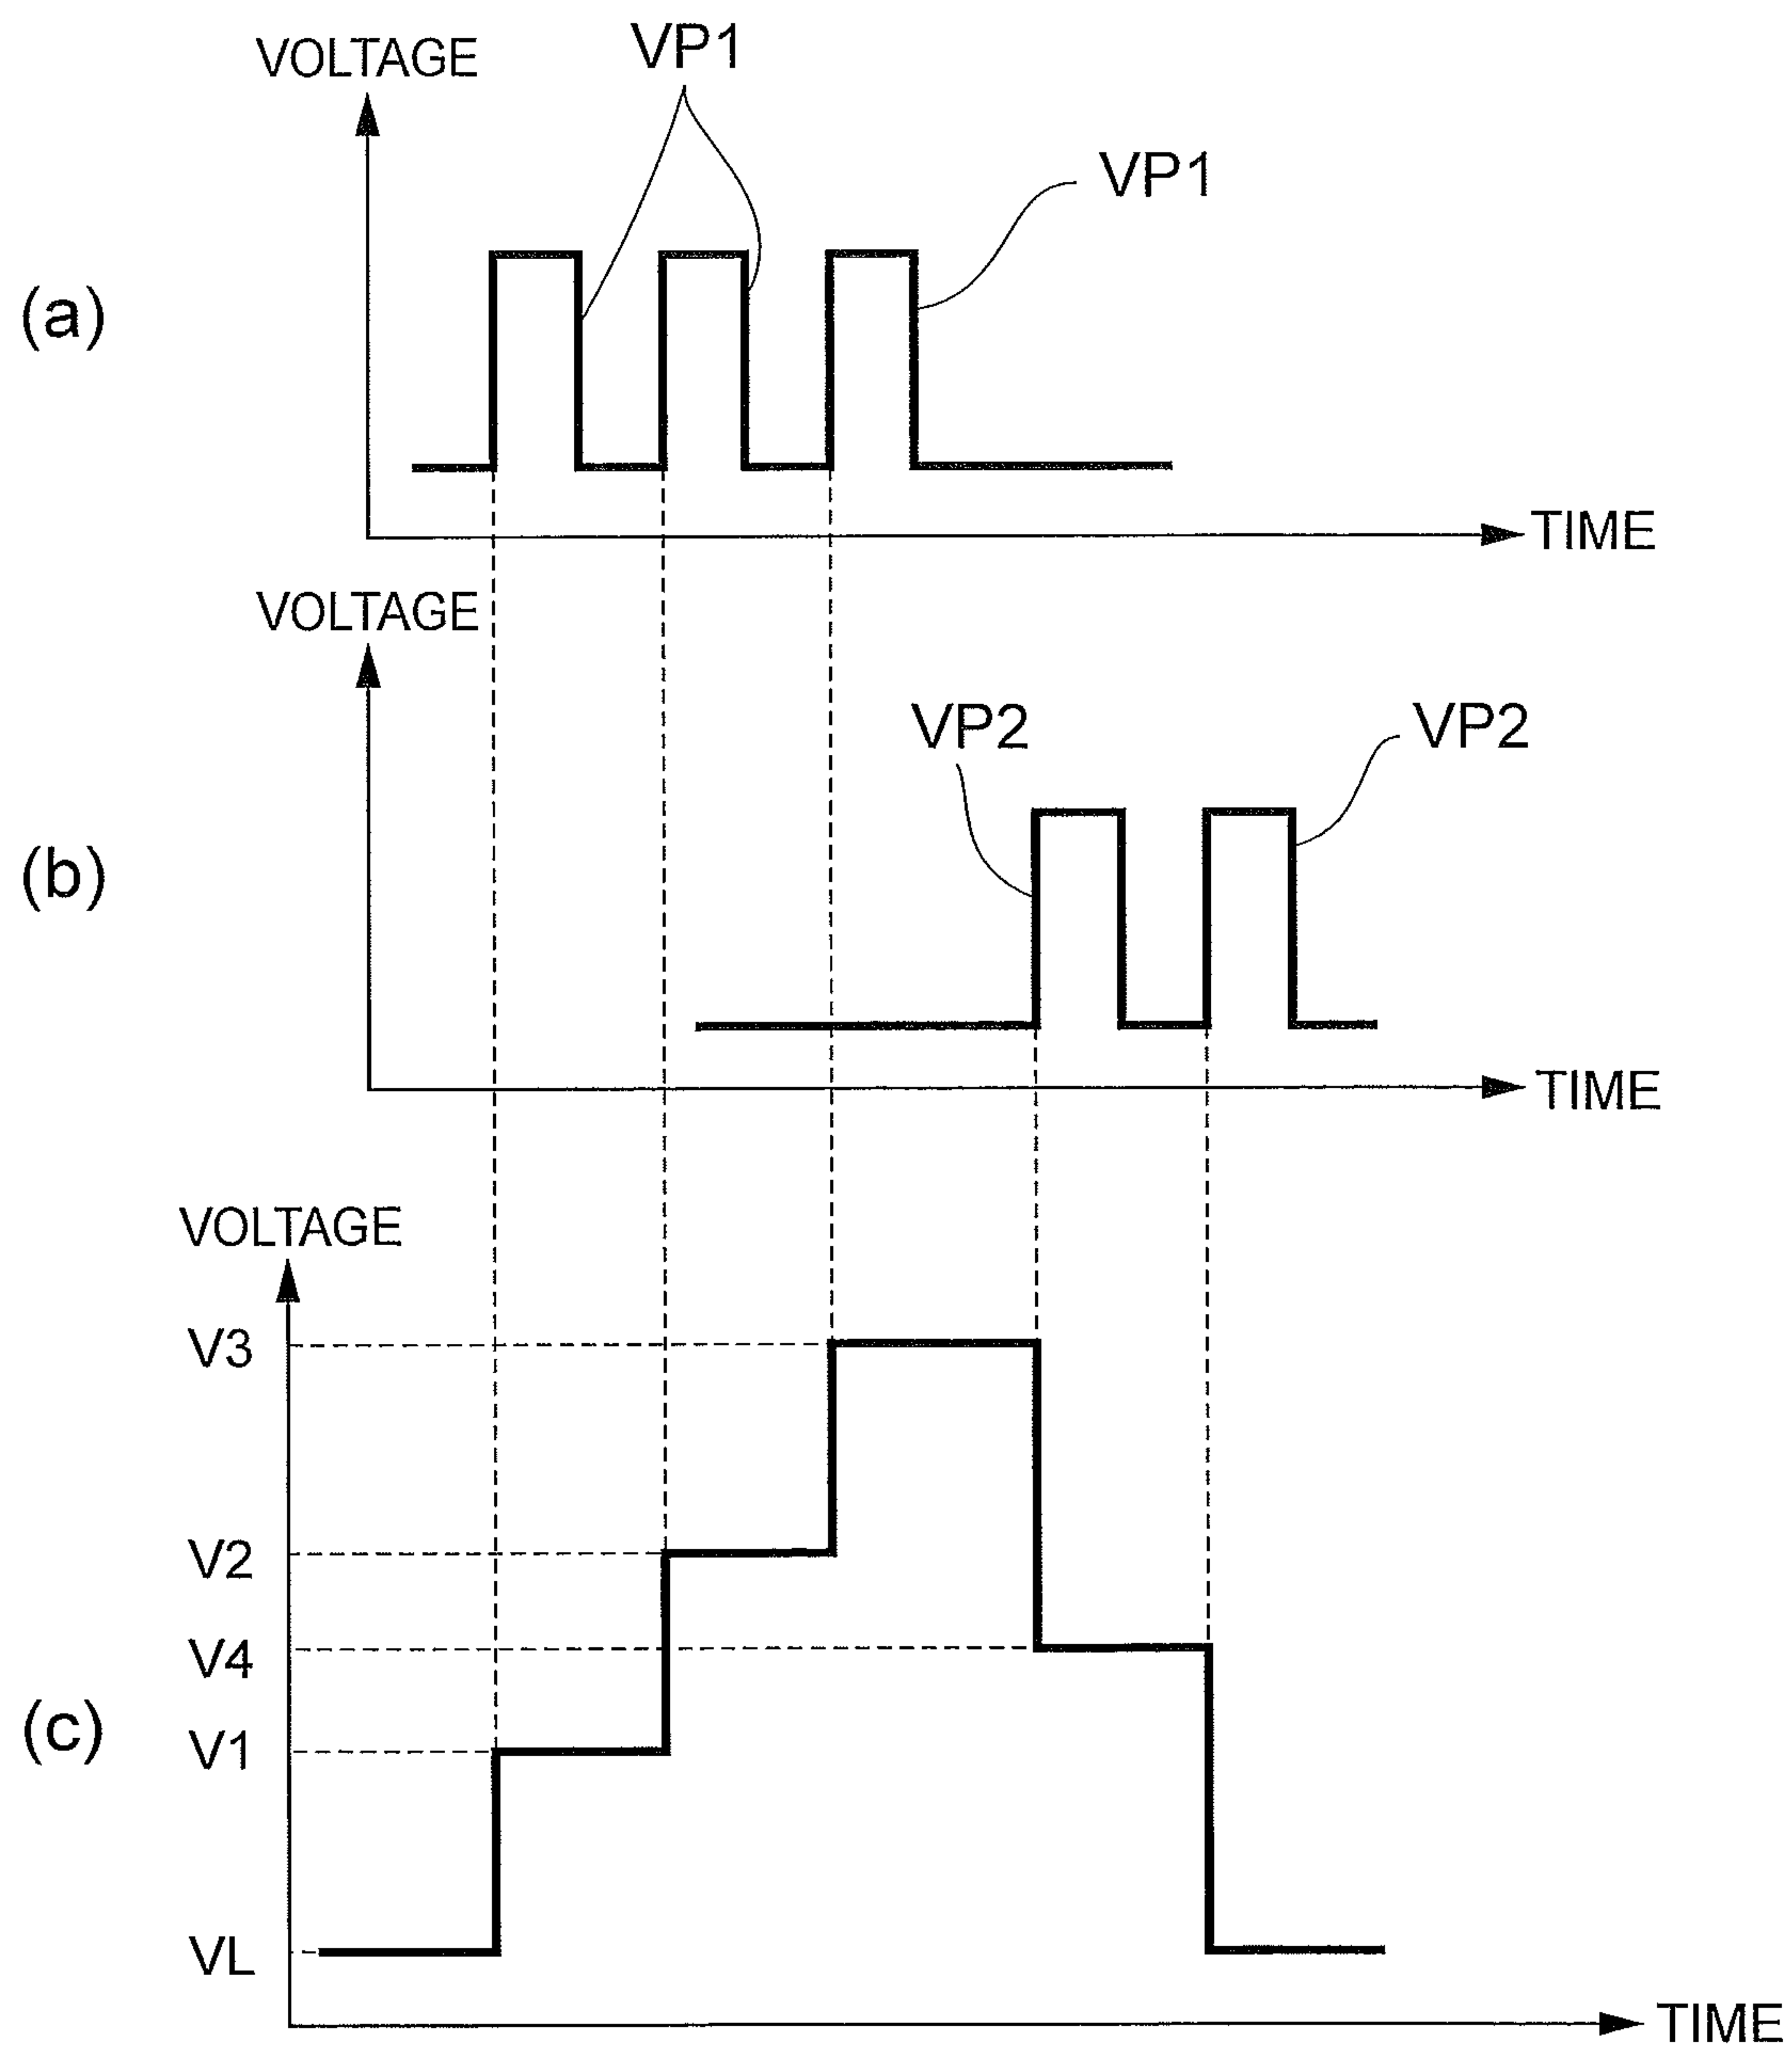 VOLTAGE
VP1
VP1
(a)
TIME
VOLTAGE
VP2
VP2
(b)
TIME
VOLTAGE
V3
V2
V4
(c)
V1
VL
TIME